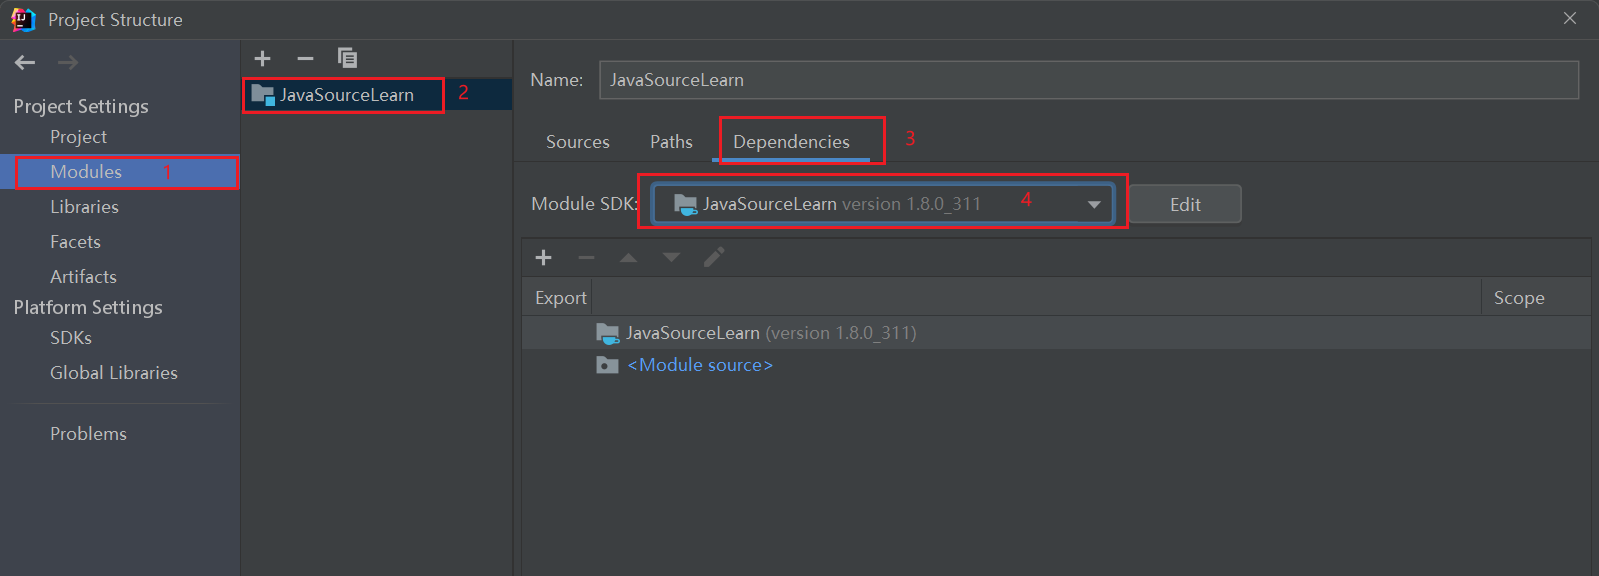 Project Structure
Project Settings
Project
Modules 1
Libraries
Facets
Artifacts
Platform Settings
SDKs
Global Libraries
Problems
JavaSourceLearn 2
Name: JavaSourceLearn
Sources Paths Dependencies 3
Module SDK: JavaSourceLearn version 1.8.0_311 4 Edit
Export Scope
JavaSourceLearn (version 1.8.0_311)
<Module source>